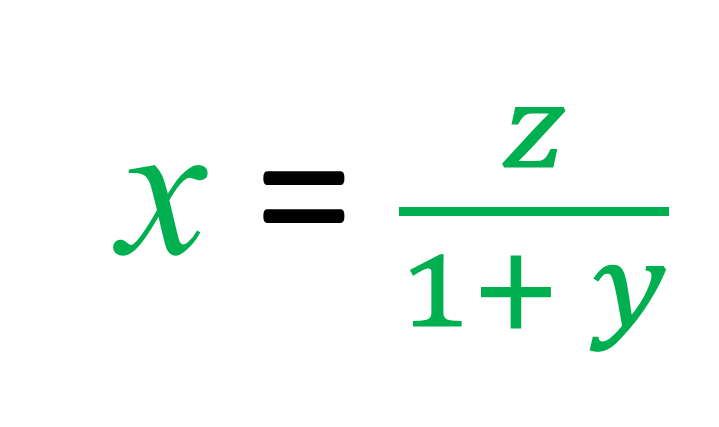 x = z
1 + y